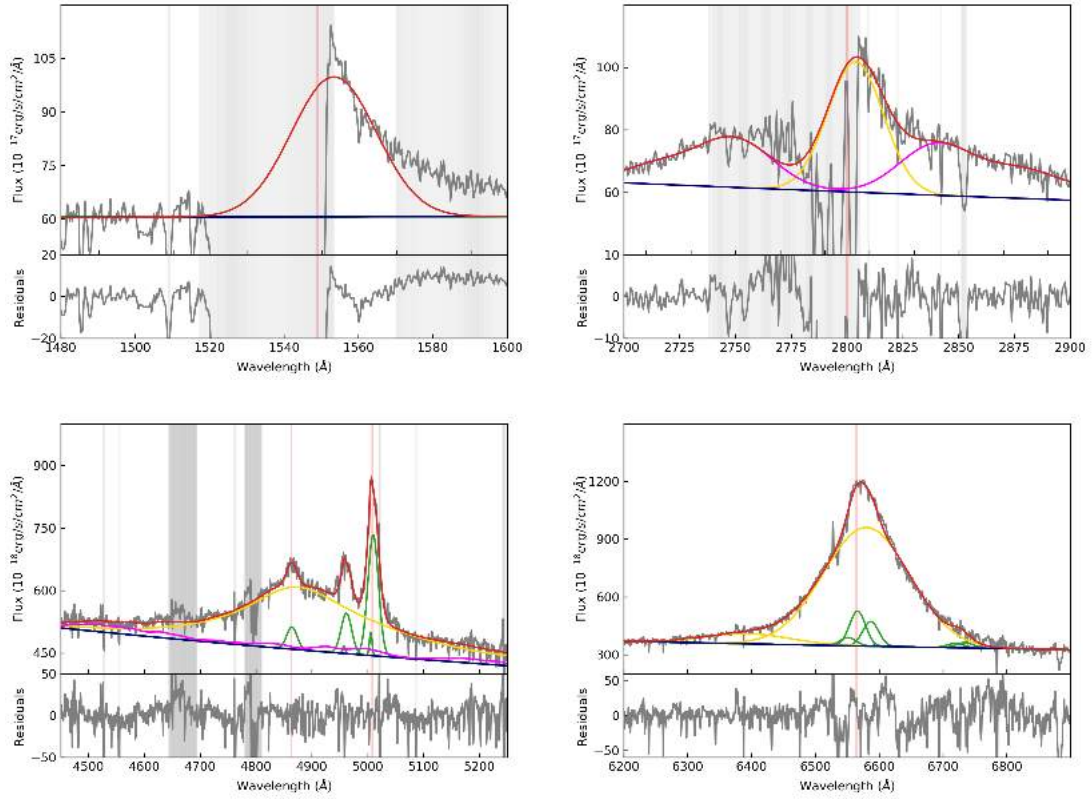 105
90
75
60
20
0
−20
Flux (10⁻¹⁷erg/s/cm²/Å)
Residuals
1480 1500 1520 1540 1560 1580 1600
Wavelength (Å)
100
80
60
10
0
−10
Flux (10⁻¹⁷erg/s/cm²/Å)
Residuals
2700 2725 2750 2775 2800 2825 2850 2875 2900
Wavelength (Å)
900
750
600
450
50
0
−50
Flux (10⁻¹⁸erg/s/cm²/Å)
Residuals
4500 4600 4700 4800 4900 5000 5100 5200
Wavelength (Å)
1200
900
600
300
50
0
−50
Flux (10⁻¹⁸erg/s/cm²/Å)
Residuals
6200 6300 6400 6500 6600 6700 6800
Wavelength (Å)